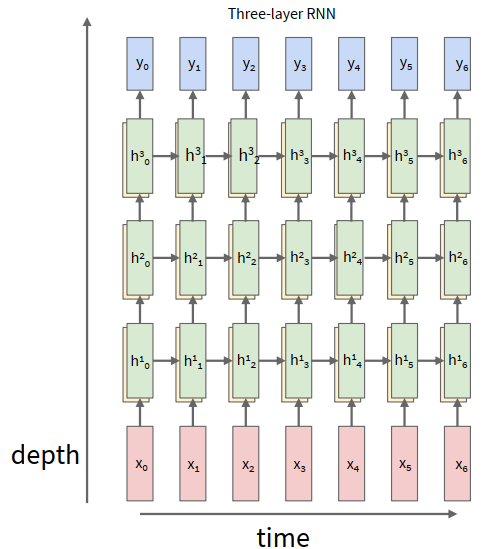 Three-layer RNN
y₀ y₁ y₂ y₃ y₄ y₅ y₆
h³₀ h³₁ h³₂ h³₃ h³₄ h³₅ h³₆
h²₀ h²₁ h²₂ h²₃ h²₄ h²₅ h²₆
h¹₀ h¹₁ h¹₂ h¹₃ h¹₄ h¹₅ h¹₆
depth
x₀ x₁ x₂ x₃ x₄ x₅ x₆
time